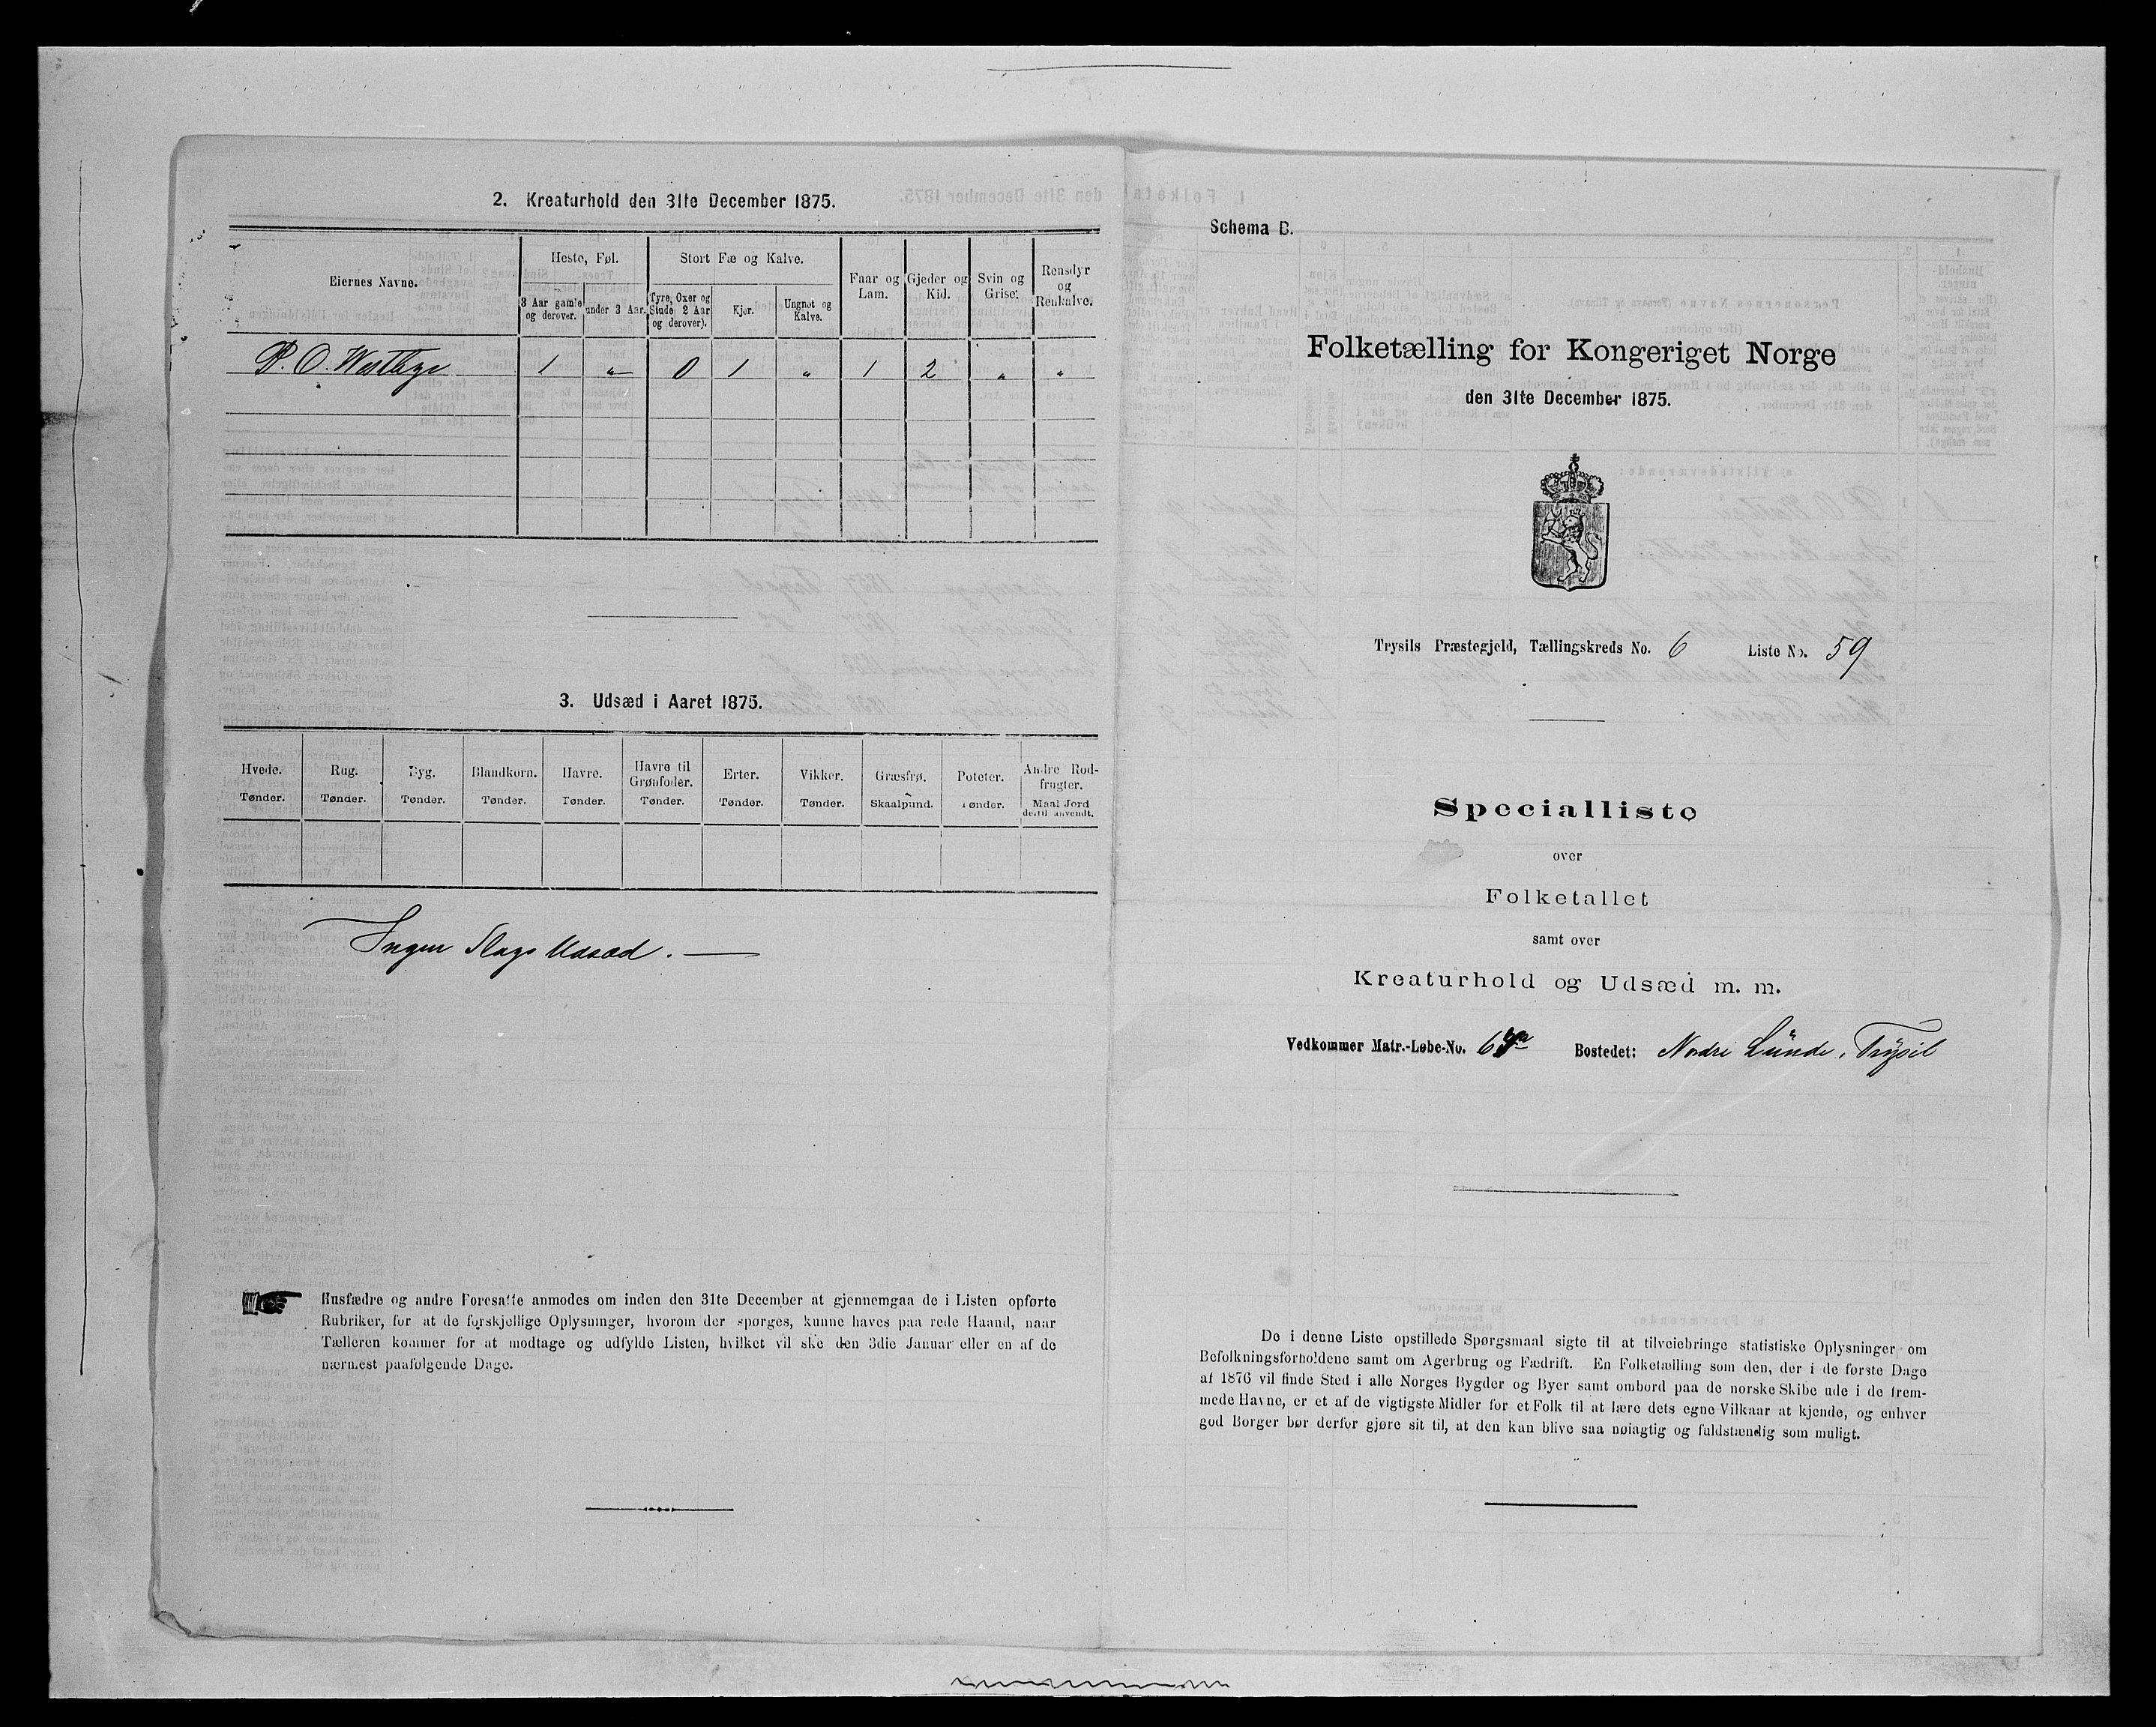 2. Kreaturhold den 31te December 1875.
Eiernes Navne.
Heste, Føl.
Stort Fæ og Kalve.
Faar og Lam.
Gjeder og Kid.
Svin og Grise.
Rensdyr og Renkalve.
3 Aar gamle og derover.
under 3 Aar.
Tyre, Oxer og Stude 2 Aar og derover).
Kjør.
Ungnøt og Kalve.
P. O. Westbye 1 " 0 1 " 1 2 " "
3. Udsæd i Aaret 1875.
Hvede. Rug. Byg. Blandkorn. Havre. Havre til Grønfoder. Erter. Vikker. Græsfrø. Poteter. Andre Rodfrugter.
Tønder. Tønder. Tønder. Tønder. Tønder. Tønder. Tønder. Tønder. Skaalpund. Tønder. Maal Jord dertil anvendt.
Ingen Slags Udsæd. —
Husfædre og andre Foresatte anmodes om inden den 31te December at gjennemgaa de i Listen opførte
Rubriker, for at de forskjellige Oplysninger, hvorom der spørges, kunne haves paa rede Haand, naar
Tælleren kommer for at modtage og udfylde Listen, hvilket vil ske den 3die Januar eller en af de
nærmest paafølgende Dage.
Schema B.
Folketælling for Kongeriget Norge
den 31te December 1875.
Trysils Præstegjeld, Tællingskreds No. 6 Liste No. 59
Specialliste
over
Folketallet
samt over
Kreaturhold og Udsæd m. m.
Vedkommer Matr.-Løbe-No. Bostedet: Nordre Lunde, Trysil
De i denne Liste opstillede Spørgsmaal sigte til at tilveiebringe statistiske Oplysninger om
Befolkningsforholdene samt om Agerbrug og Fædrift. En Folketælling som den, der i de første Dage
af 1876 vil finde Sted i alle Norges Bygder og Byer samt ombord paa de norske Skibe ude i de frem-
mede Havne, er et af de vigtigste Midler for et Folk til at lære dets egne Vilkaar at kjende, og enhver
god Borger bør derfor gjøre sit til, at den kan blive saa nøiagtig og fuldstændig som muligt.